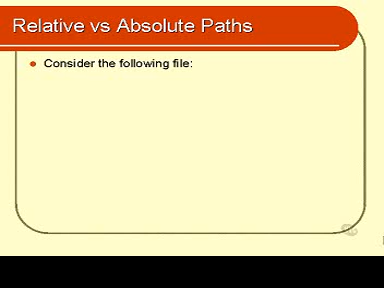 Relative vs Absolute Paths
Consider the following file: